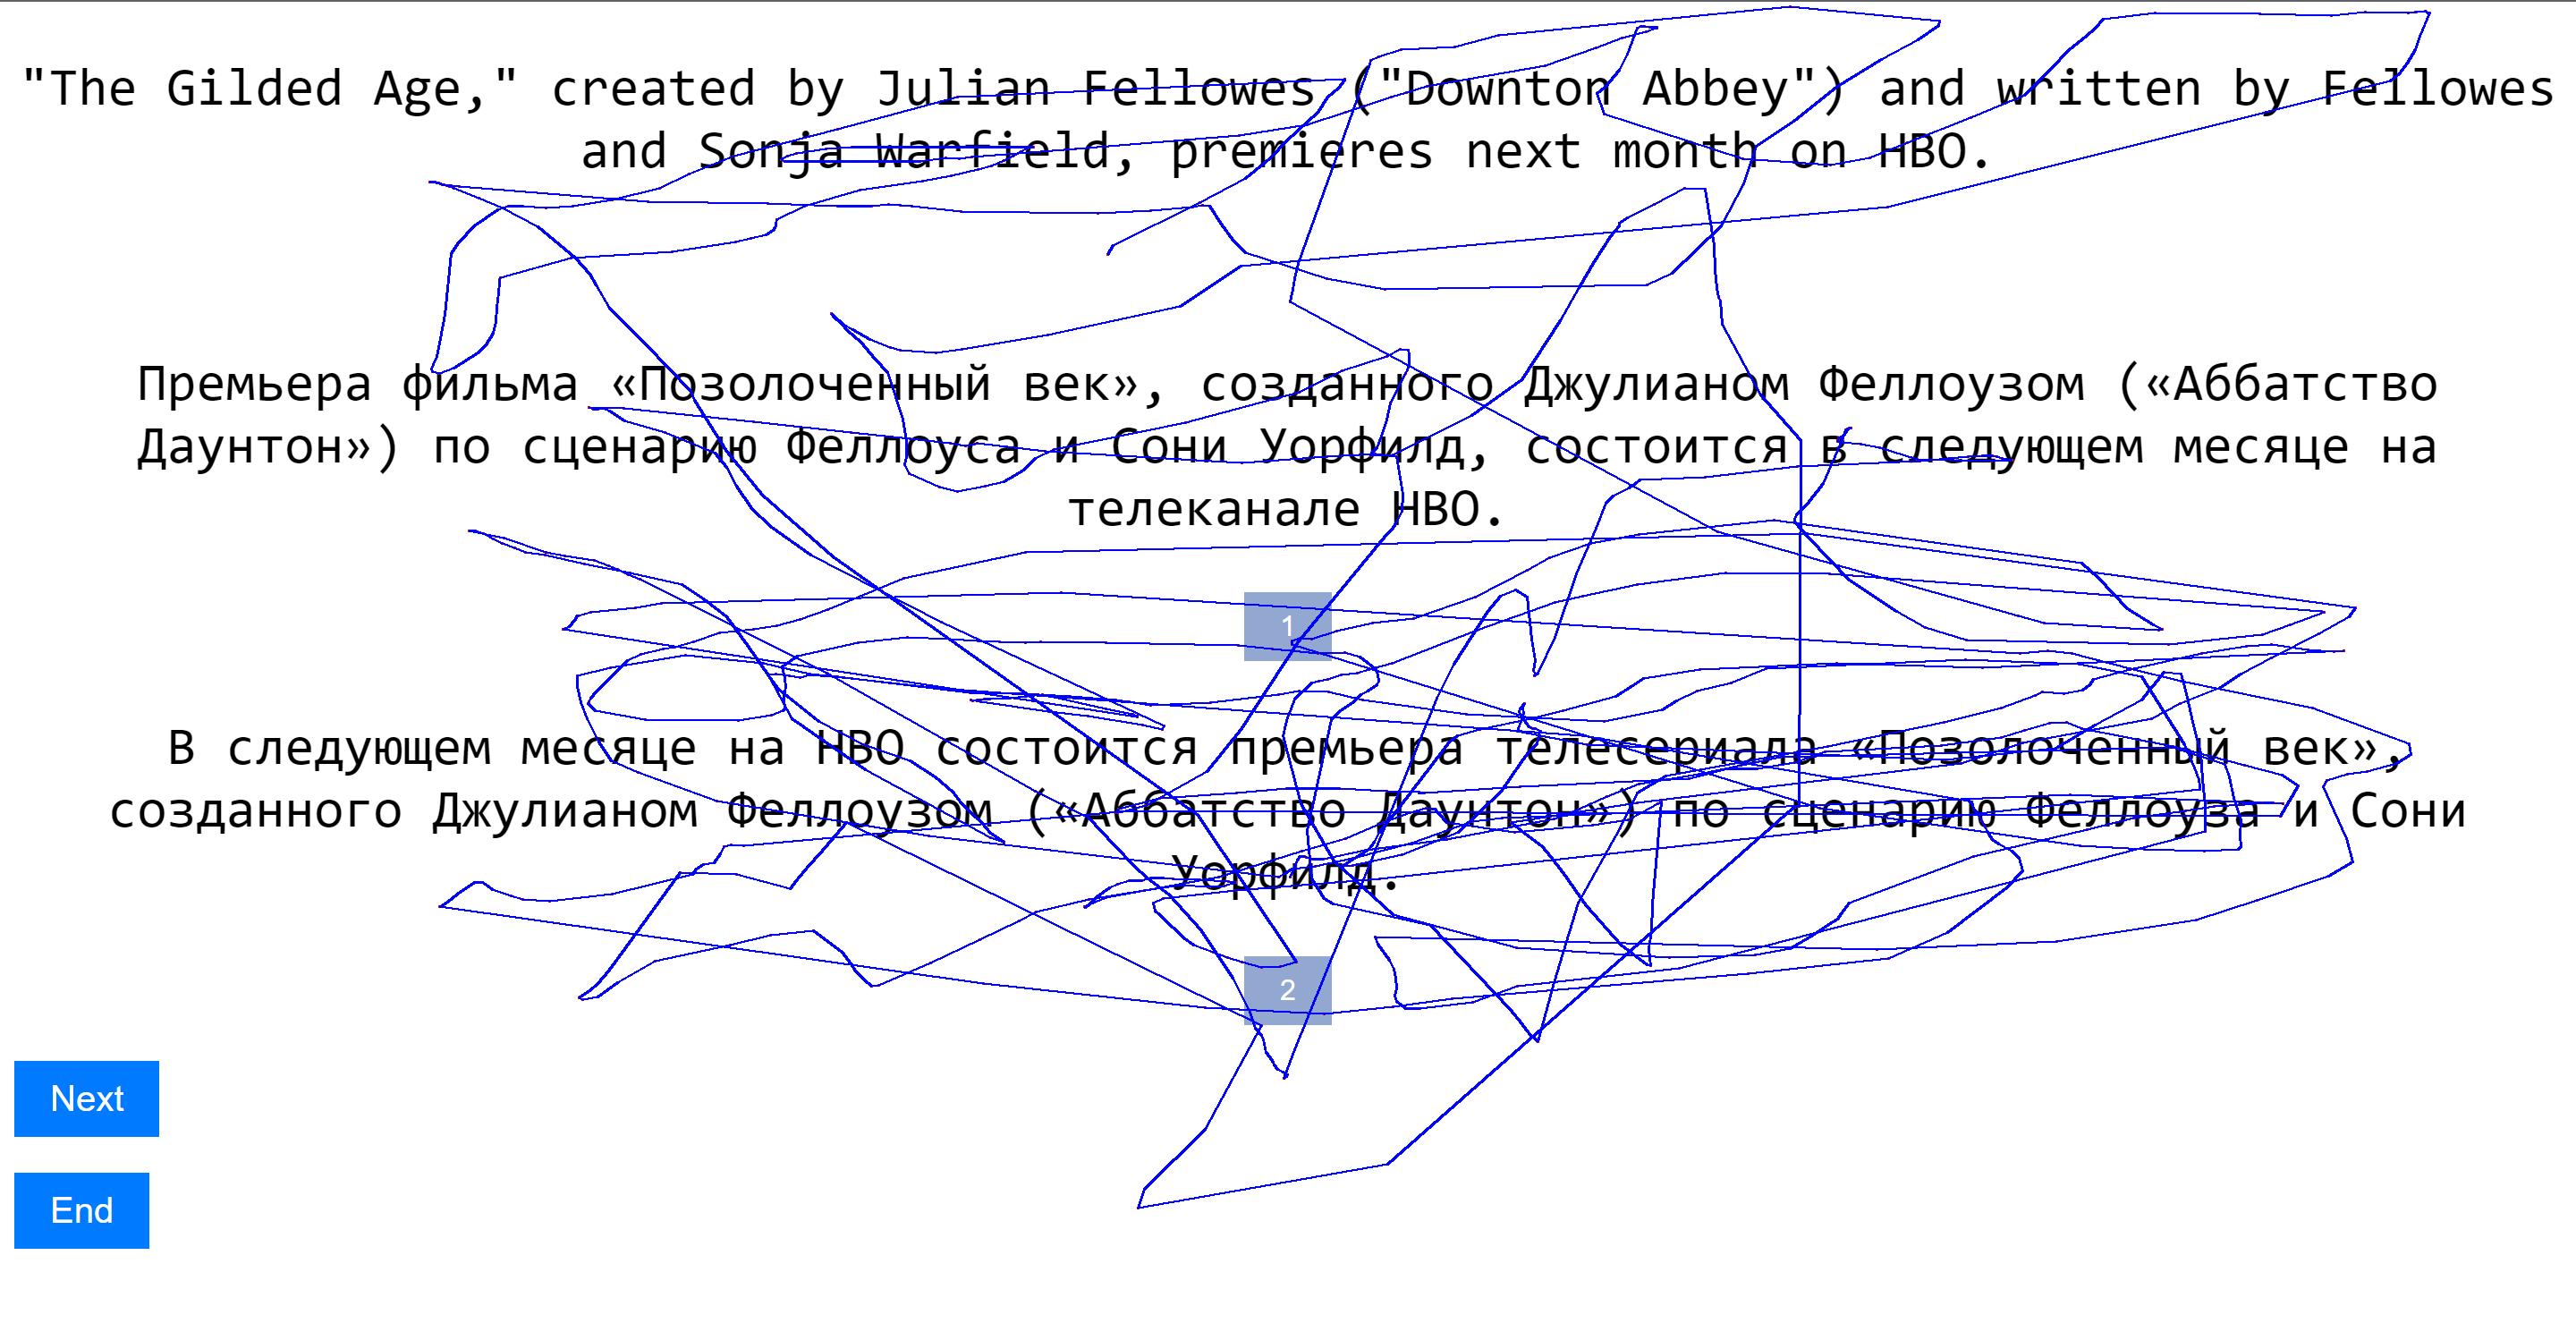 "The Gilded Age," created by Julian Fellowes ("Downton Abbey") and written by Fellowes
and Sonja Warfield, premieres next month on HBO.
Премьера фильма «Позолоченный век», созданного Джулианом Феллоузом («Аббатство
Даунтон») по сценарию Феллоуса и Сони Уорфилд, состоится в следующем месяце на
телеканале HBO.
1
В следующем месяце на HBO состоится премьера телесериала «Позолоченный век»,
созданного Джулианом Феллоузом («Аббатство Даунтон») по сценарию Феллоуза и Сони
Уорфилд.
2
Next
End